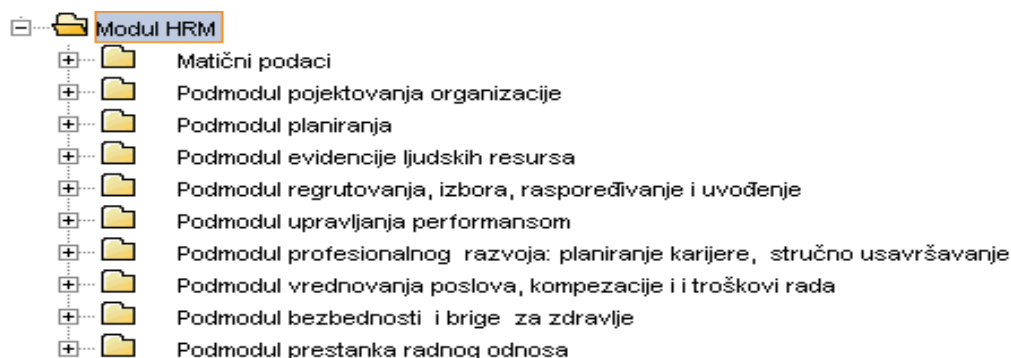 Modul HRM
Matični podaci
Podmodul pojektovanja organizacije
Podmodul planiranja
Podmodul evidencije ljudskih resursa
Podmodul regrutovanja, izbora, raspoređivanje i uvođenje
Podmodul upravljanja performansom
Podmodul profesionalnog razvoja: planiranje karijere, stručno usavršavanje
Podmodul vrednovanja poslova, kompezacije i i troškovi rada
Podmodul bezbednosti i brige za zdravlje
Podmodul prestanka radnog odnosa